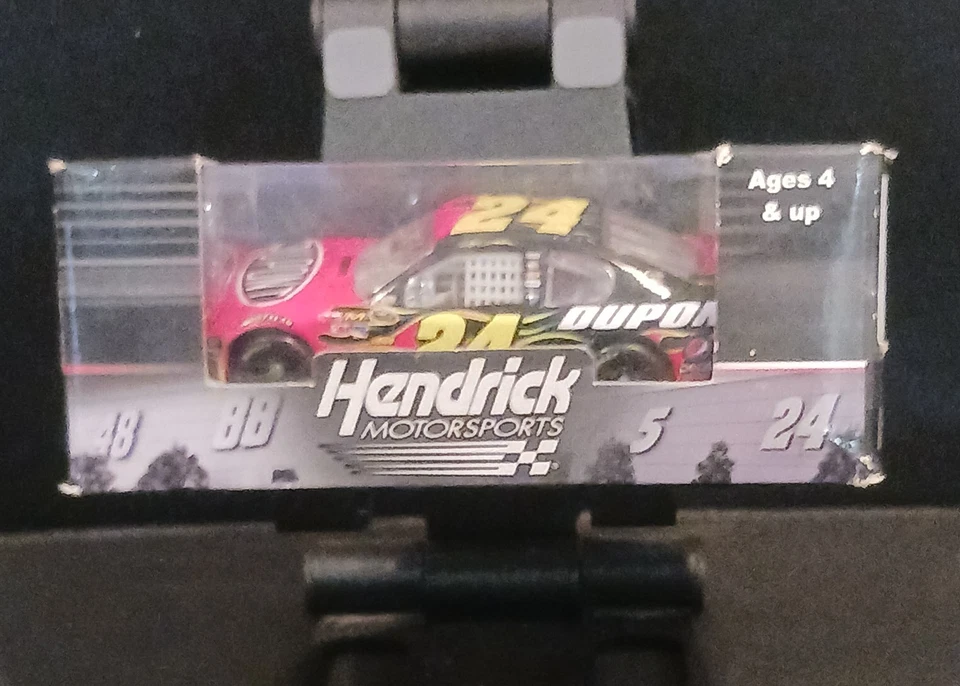 Ages 4
& up
24
DUPON
24
Hendrick
MOTORSPORTS
48 88 5 24